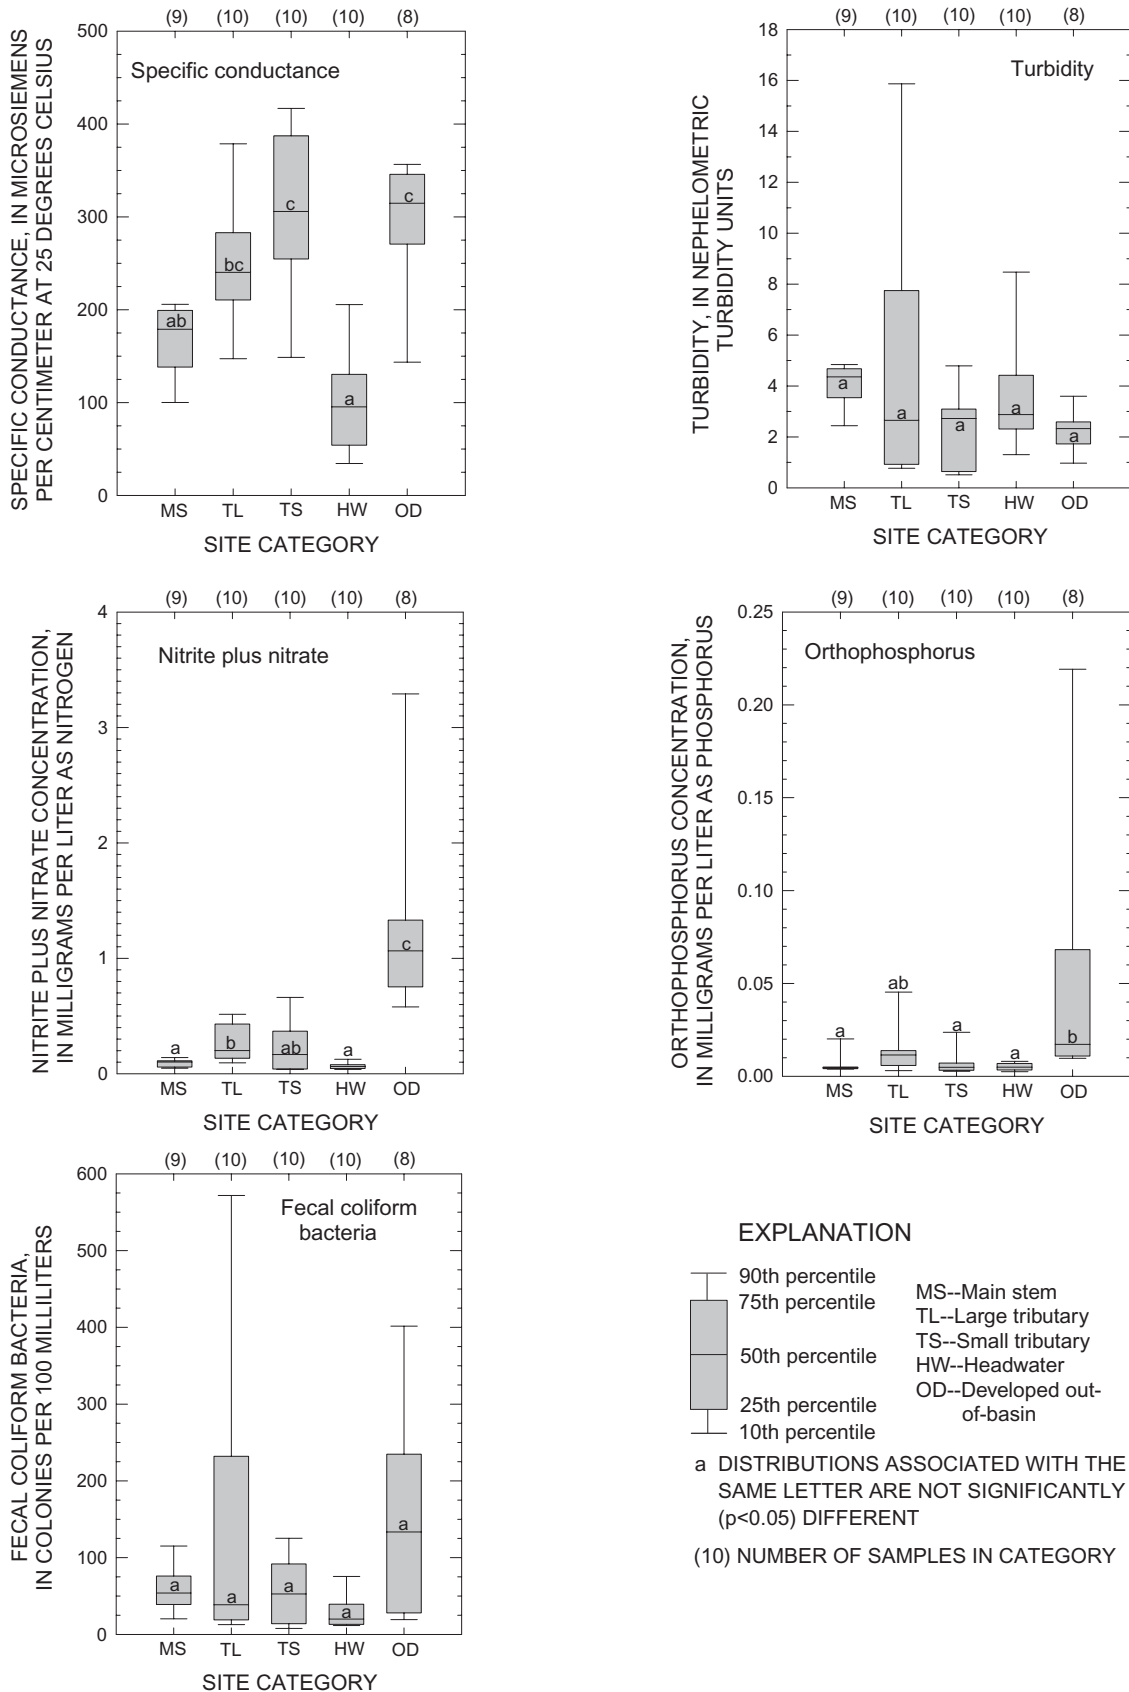 (9) (10) (10) (10) (8)
500
400
300
200
100
0
SPECIFIC CONDUCTANCE, IN MICROSIEMENS
PER CENTIMETER AT 25 DEGREES CELSIUS
Specific conductance
ab
bc
c
a
c
MS TL TS HW OD
SITE CATEGORY
(9) (10) (10) (10) (8)
18
16
14
12
10
8
6
4
2
0
TURBIDITY, IN NEPHELOMETRIC
TURBIDITY UNITS
Turbidity
a
a
a
a
a
MS TL TS HW OD
SITE CATEGORY
(9) (10) (10) (10) (8)
4
3
2
1
0
NITRITE PLUS NITRATE CONCENTRATION,
IN MILLIGRAMS PER LITER AS NITROGEN
Nitrite plus nitrate
a
b
ab
a
c
MS TL TS HW OD
SITE CATEGORY
(9) (10) (10) (10) (8)
0.25
0.20
0.15
0.10
0.05
0.00
ORTHOPHOSPHORUS CONCENTRATION,
IN MILLIGRAMS PER LITER AS PHOSPHORUS
Orthophosphorus
a
ab
a
a
b
MS TL TS HW OD
SITE CATEGORY
(9) (10) (10) (10) (8)
600
500
400
300
200
100
0
FECAL COLIFORM BACTERIA,
IN COLONIES PER 100 MILLILITERS
Fecal coliform
bacteria
a
a
a
a
a
MS TL TS HW OD
SITE CATEGORY
EXPLANATION
90th percentile
75th percentile
50th percentile
25th percentile
10th percentile
MS--Main stem
TL--Large tributary
TS--Small tributary
HW--Headwater
OD--Developed out-
of-basin
a DISTRIBUTIONS ASSOCIATED WITH THE
SAME LETTER ARE NOT SIGNIFICANTLY
(p<0.05) DIFFERENT
(10) NUMBER OF SAMPLES IN CATEGORY